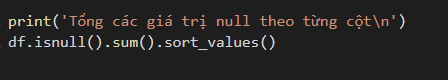 print('Tổng các giá trị null theo từng cột\n')
df.isnull().sum().sort_values()